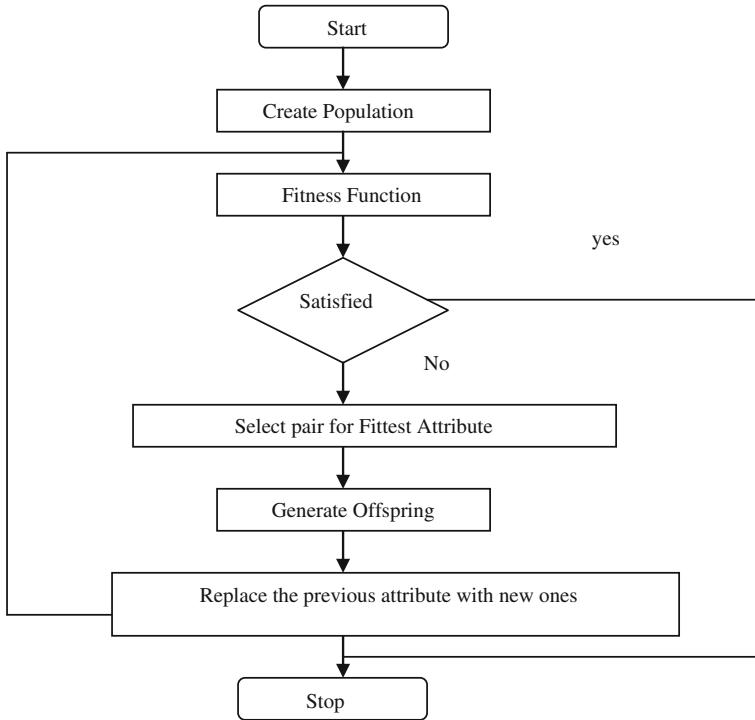 Start
Create Population
Fitness Function
yes
Satisfied
No
Select pair for Fittest Attribute
Generate Offspring
Replace the previous attribute with new ones
Stop